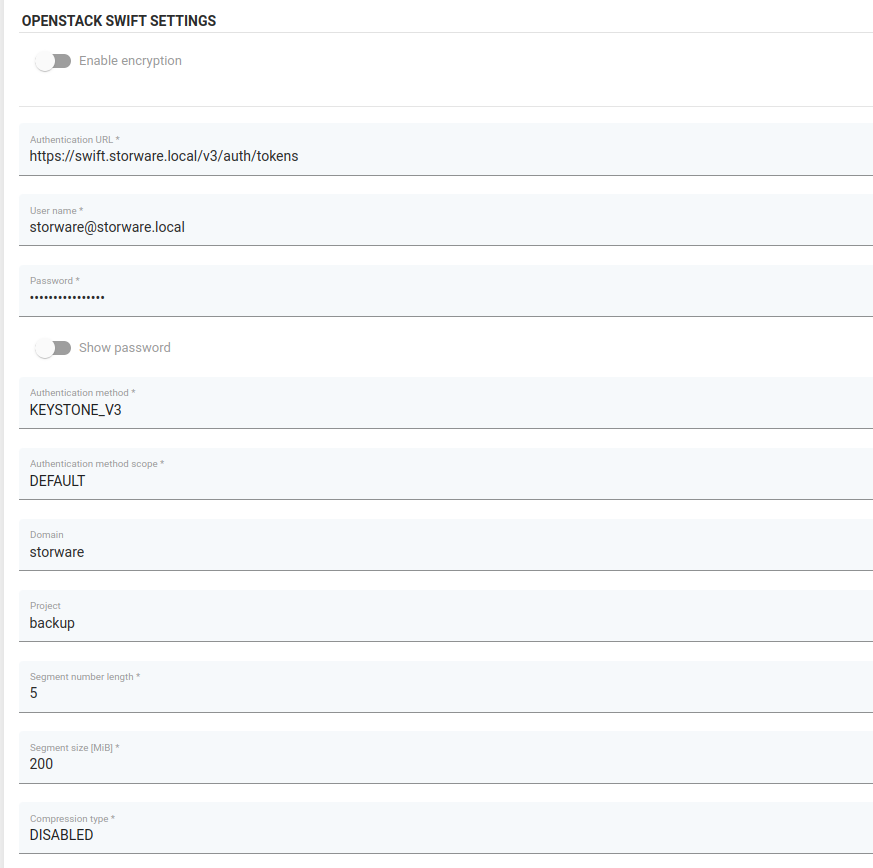 OPENSTACK SWIFT SETTINGS
Enable encryption
Authentication URL *
https://swift.storware.local/v3/auth/tokens
User name *
storware@storware.local
Password *
••••••••••••••••
Show password
Authentication method *
KEYSTONE_V3
Authentication method scope *
DEFAULT
Domain
storware
Project
backup
Segment number length *
5
Segment size [MiB] *
200
Compression type *
DISABLED